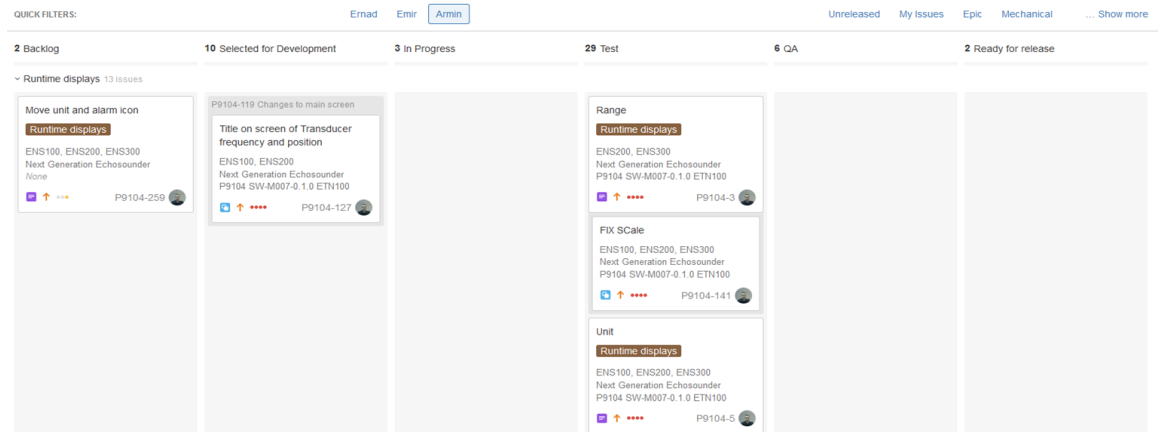 QUICK FILTERS: Ernad Emir Armin Unreleased My Issues Epic Mechanical … Show more
2 Backlog 10 Selected for Development 3 In Progress 29 Test 6 QA 2 Ready for release
Runtime displays 13 issues
Move unit and alarm icon
Runtime displays
ENS100, ENS200, ENS300
Next Generation Echosounder
None
P9104-259
P9104-119 Changes to main screen
Title on screen of Transducer
frequency and position
ENS100, ENS200
Next Generation Echosounder
P9104 SW-M007-0.1.0 ETN100
P9104-127
Range
Runtime displays
ENS200, ENS300
Next Generation Echosounder
P9104 SW-M007-0.1.0 ETN100
P9104-3
FIX SCale
ENS100, ENS200, ENS300
Next Generation Echosounder
P9104 SW-M007-0.1.0 ETN100
P9104-141
Unit
Runtime displays
ENS100, ENS200, ENS300
Next Generation Echosounder
P9104 SW-M007-0.1.0 ETN100
P9104-5